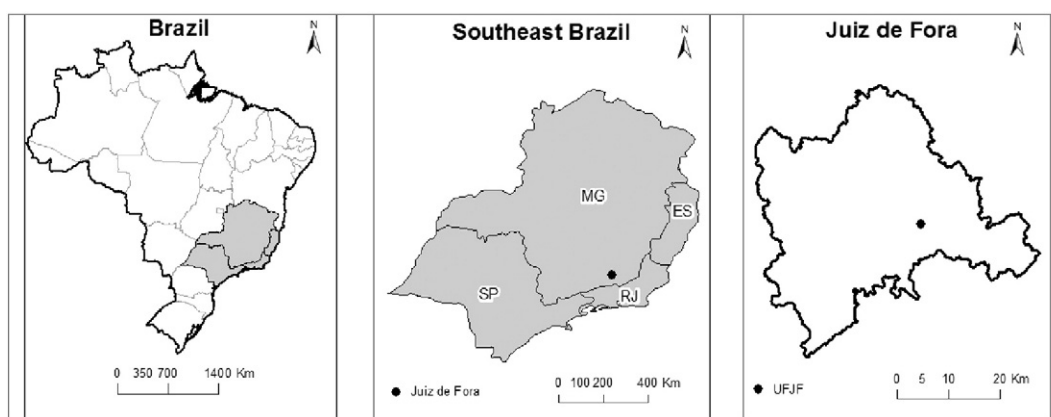 Brazil
N
0 350 700 1400 Km
Southeast Brazil
N
MG
ES
SP
RJ
Juiz de Fora
0 100 200 400 Km
Juiz de Fora
N
UFJF
0 5 10 20 Km